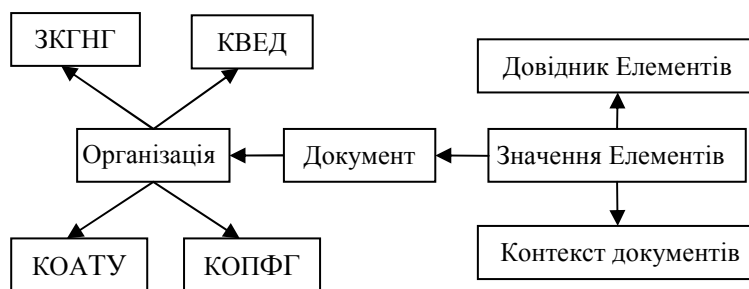 ЗКГНГ
КВЕД
Довідник Елементів
Організація
Документ
Значення Елементів
КОАТУ
КОПФГ
Контекст документів